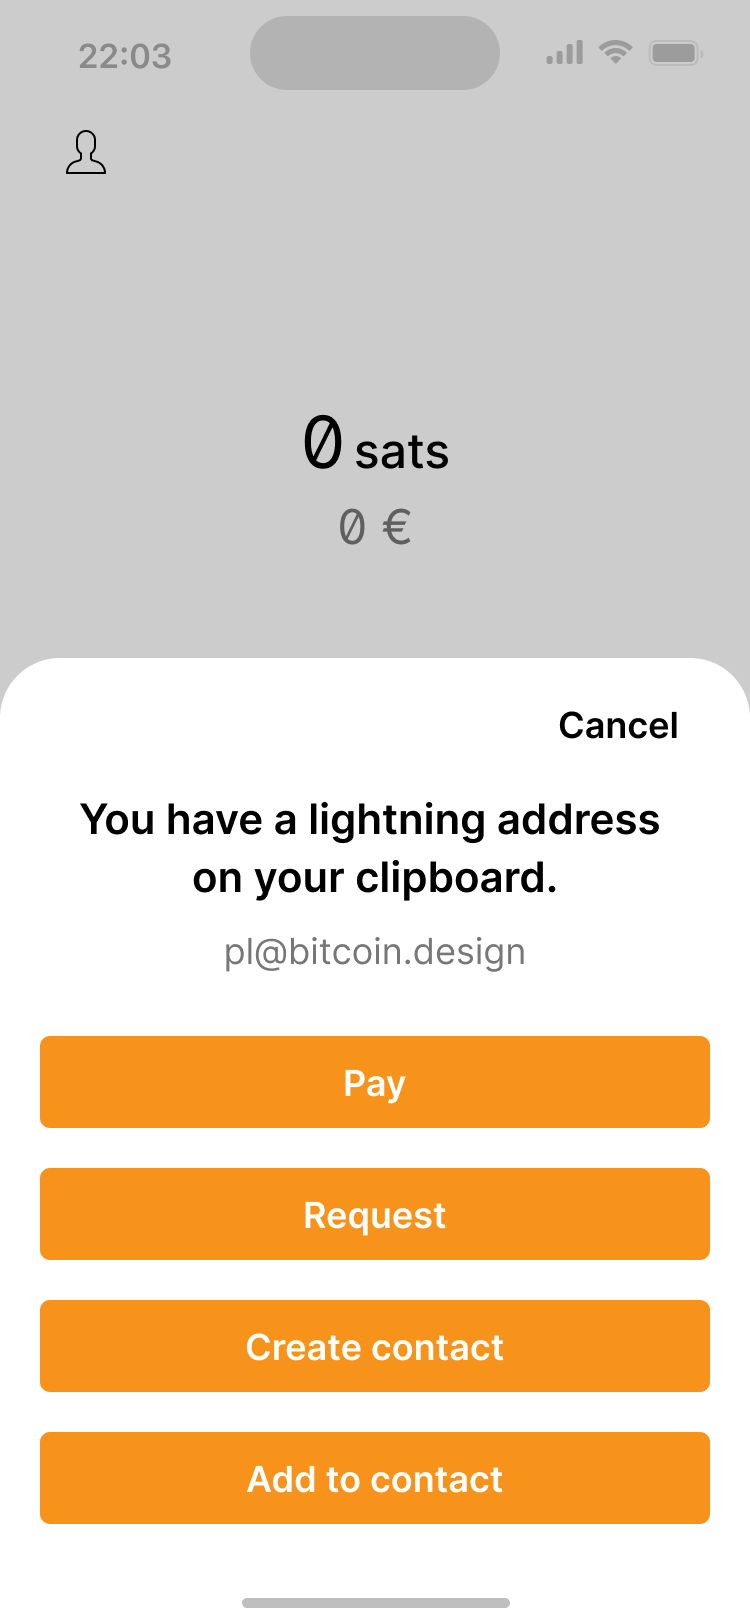 22:03
0 sats
0 €
Cancel
You have a lightning address
on your clipboard.
pl@bitcoin.design
Pay
Request
Create contact
Add to contact